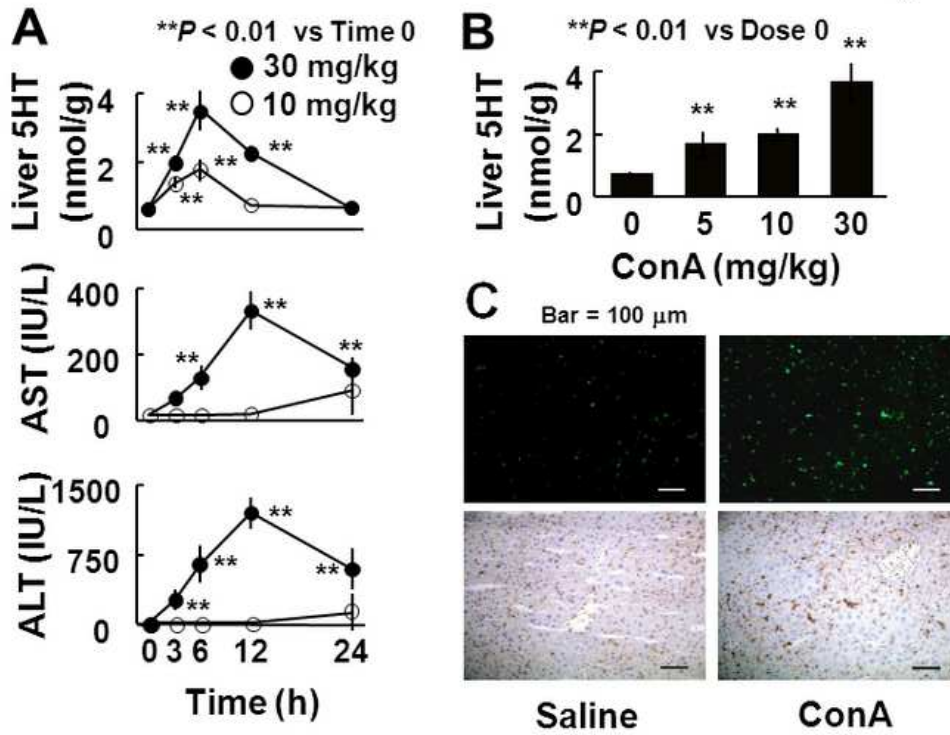 A
**P < 0.01 vs Time 0
● 30 mg/kg
○ 10 mg/kg
Liver 5HT
(nmol/g)
4
2
0
**
**
**
**
**
**
AST (IU/L)
400
200
0
**
**
**
ALT (IU/L)
1500
750
0
**
**
**
**
0 3 6 12 24
Time (h)
B
**P < 0.01 vs Dose 0
Liver 5HT
(nmol/g)
4
2
0
**
**
**
0 5 10 30
ConA (mg/kg)
C
Bar = 100 μm
Saline
ConA